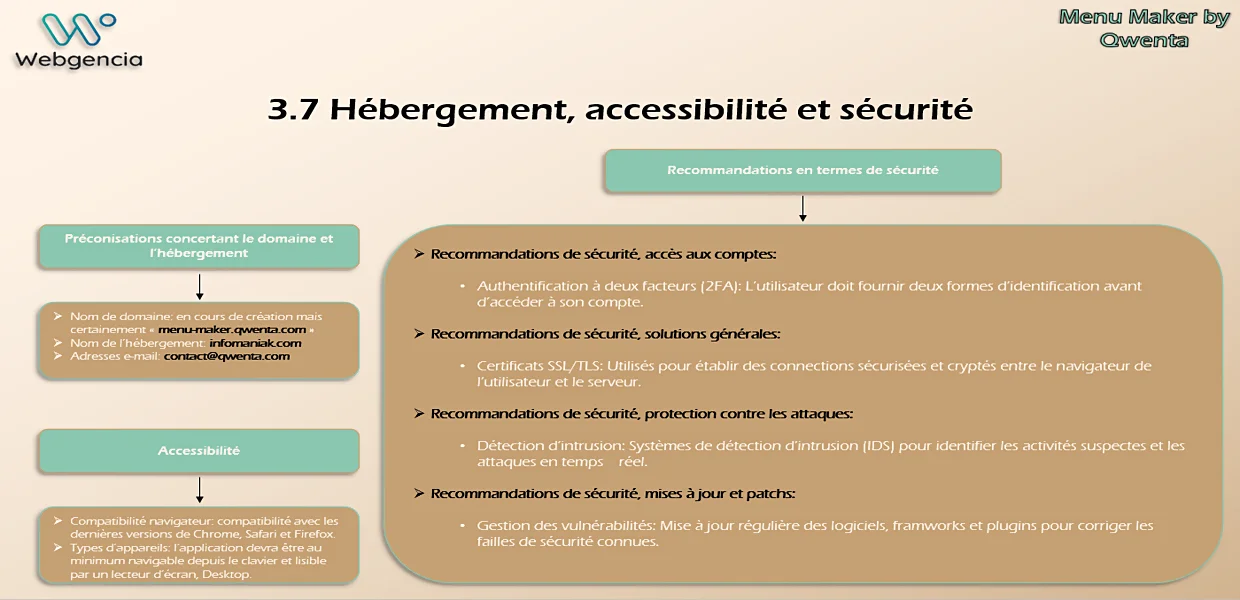 Webgencia
Menu Maker by
Qwenta
3.7 Hébergement, accessibilité et sécurité
Préconisations concertant le domaine et
l'hébergement
➢ Nom de domaine: en cours de création mais
certainement « menu-maker.qwenta.com »
➢ Nom de l'hébergement: infomaniak.com
➢ Adresses e-mail: contact@qwenta.com
Accessibilité
➢ Compatibilité navigateur: compatibilité avec les
dernières versions de Chrome, Safari et Firefox.
➢ Types d'appareils: l'application devra être au
minimum navigable depuis le clavier et lisible
par un lecteur d'écran, Desktop.
Recommandations en termes de sécurité
➢ Recommandations de sécurité, accès aux comptes:
• Authentification à deux facteurs (2FA): L'utilisateur doit fournir deux formes d'identification avant
d'accéder à son compte.
➢ Recommandations de sécurité, solutions générales:
• Certificats SSL/TLS: Utilisés pour établir des connections sécurisées et cryptés entre le navigateur de
l'utilisateur et le serveur.
➢ Recommandations de sécurité, protection contre les attaques:
• Détection d'intrusion: Systèmes de détection d'intrusion (IDS) pour identifier les activités suspectes et les
attaques en temps réel.
➢ Recommandations de sécurité, mises à jour et patchs:
• Gestion des vulnérabilités: Mise à jour régulière des logiciels, framworks et plugins pour corriger les
failles de sécurité connues.